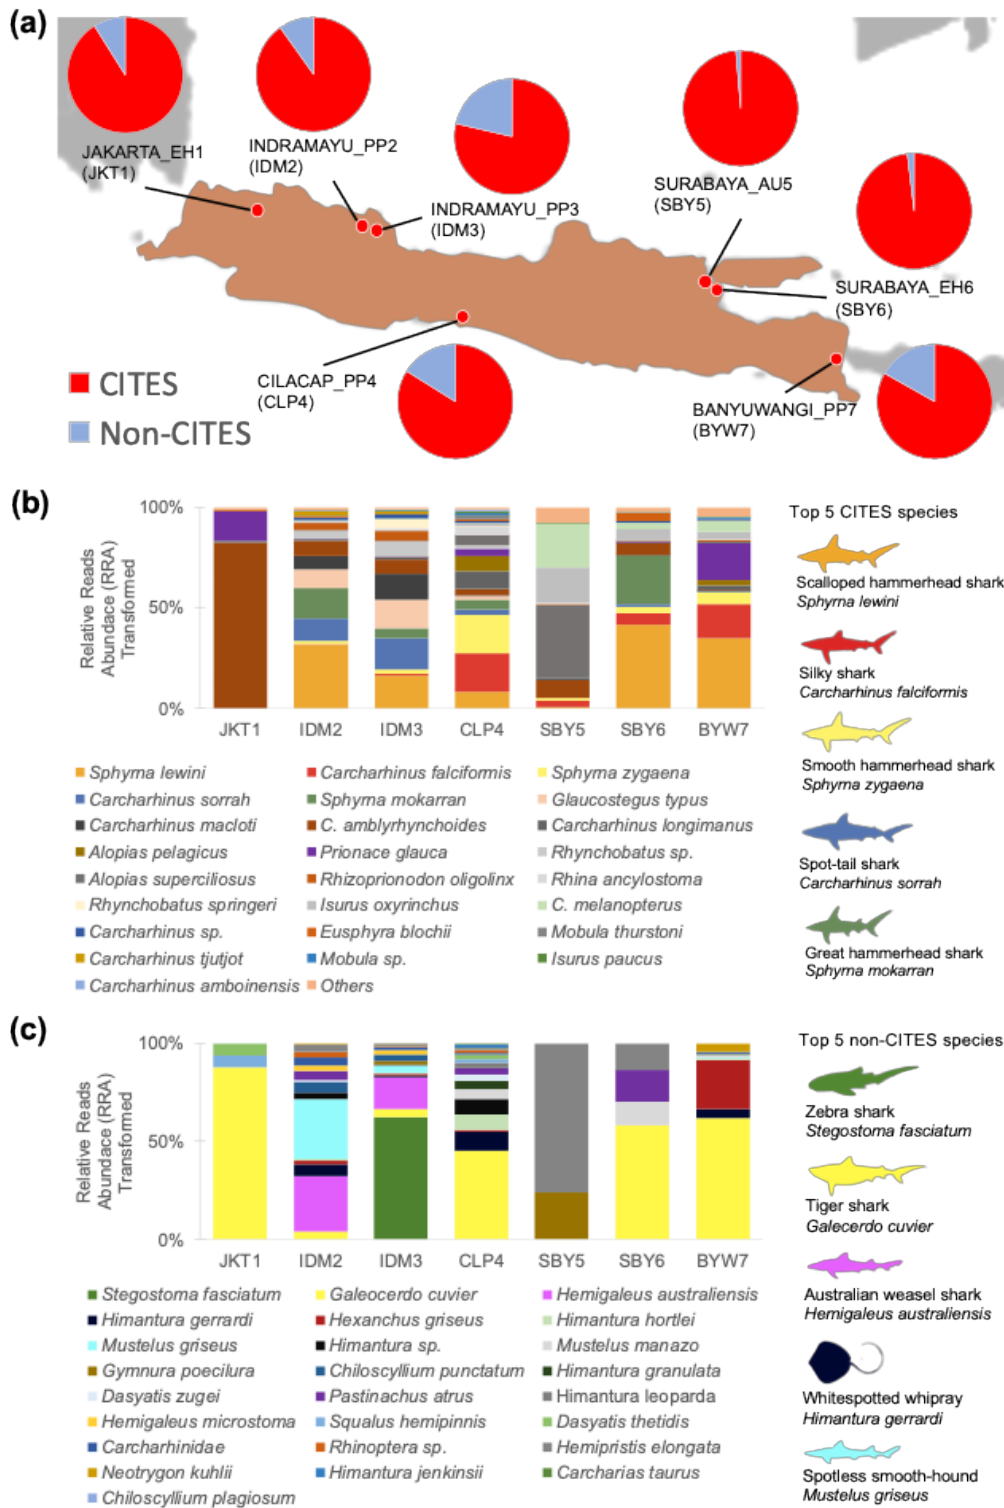 (a)
JAKARTA_EH1
(JKT1)
INDRAMAYU_PP2
(IDM2)
INDRAMAYU_PP3
(IDM3)
SURABAYA_AU5
(SBY5)
SURABAYA_EH6
(SBY6)
CILACAP_PP4
(CLP4)
BANYUWANGI_PP7
(BYW7)
CITES
Non-CITES
(b)
Relative Reads
Abundace (RRA)
Transformed
100%
50%
0%
JKT1 IDM2 IDM3 CLP4 SBY5 SBY6 BYW7
Sphyrna lewini Carcharhinus falciformis Sphyrna zygaena
Carcharhinus sorrah Sphyrna mokarran Glaucostegus typus
Carcharhinus macloti C. amblyrhynchoides Carcharhinus longimanus
Alopias pelagicus Prionace glauca Rhynchobatus sp.
Alopias superciliosus Rhizoprionodon oligolinx Rhina ancylostoma
Rhynchobatus springeri Isurus oxyrinchus C. melanopterus
Carcharhinus sp. Eusphyra blochii Mobula thurstoni
Carcharhinus tjutjot Mobula sp. Isurus paucus
Carcharhinus amboinensis Others
Top 5 CITES species
Scalloped hammerhead shark
Sphyrna lewini
Silky shark
Carcharhinus falciformis
Smooth hammerhead shark
Sphyrna zygaena
Spot-tail shark
Carcharhinus sorrah
Great hammerhead shark
Sphyrna mokarran
(c)
Relative Reads
Abundace (RRA)
Transformed
100%
50%
0%
JKT1 IDM2 IDM3 CLP4 SBY5 SBY6 BYW7
Stegostoma fasciatum Galeocerdo cuvier Hemigaleus australiensis
Himantura gerrardi Hexanchus griseus Himantura hortlei
Mustelus griseus Himantura sp. Mustelus manazo
Gymnura poecilura Chiloscyllium punctatum Himantura granulata
Dasyatis zugei Pastinachus atrus Himantura leoparda
Hemigaleus microstoma Squalus hemipinnis Dasyatis thetidis
Carcharhinidae Rhinoptera sp. Hemipristis elongata
Neotrygon kuhlii Himantura jenkinsii Carcharias taurus
Chiloscyllium plagiosum
Top 5 non-CITES species
Zebra shark
Stegostoma fasciatum
Tiger shark
Galecerdo cuvier
Australian weasel shark
Hemigaleus australiensis
Whitespotted whipray
Himantura gerrardi
Spotless smooth-hound
Mustelus griseus